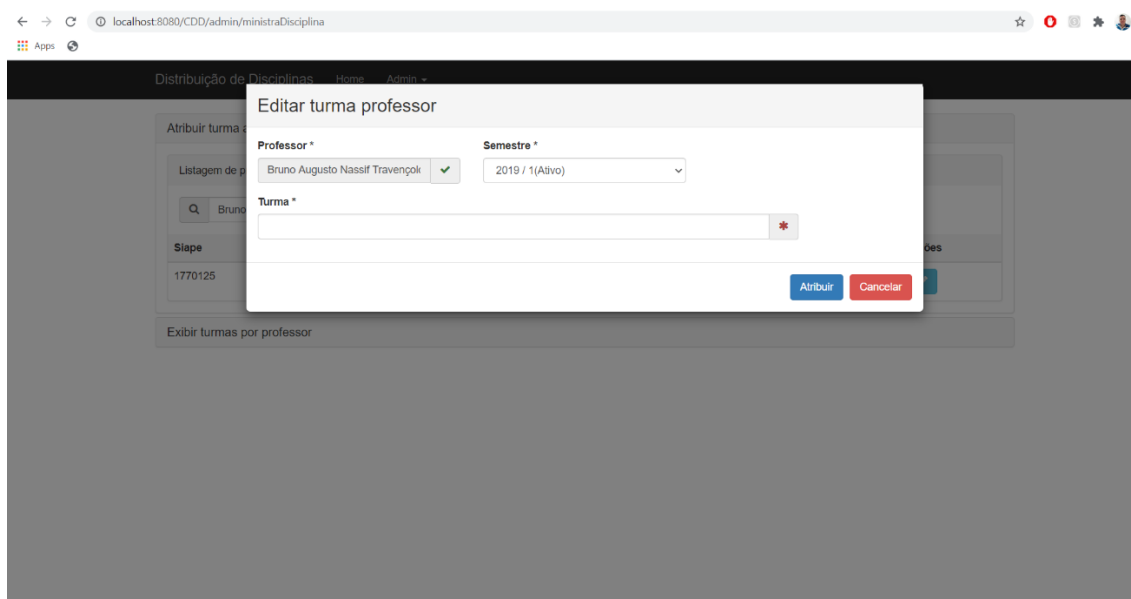 localhost:8080/CDD/admin/ministraDisciplina
Apps
Distribuição de Disciplinas Home Admin
Editar turma professor
Atribuir turma
Professor * Semestre *
Listagem de p
Bruno Augusto Nassif Travençolo 2019 / 1(Ativo)
Bruno
Turma *
Siape ões
1770125
Atribuir Cancelar
Exibir turmas por professor